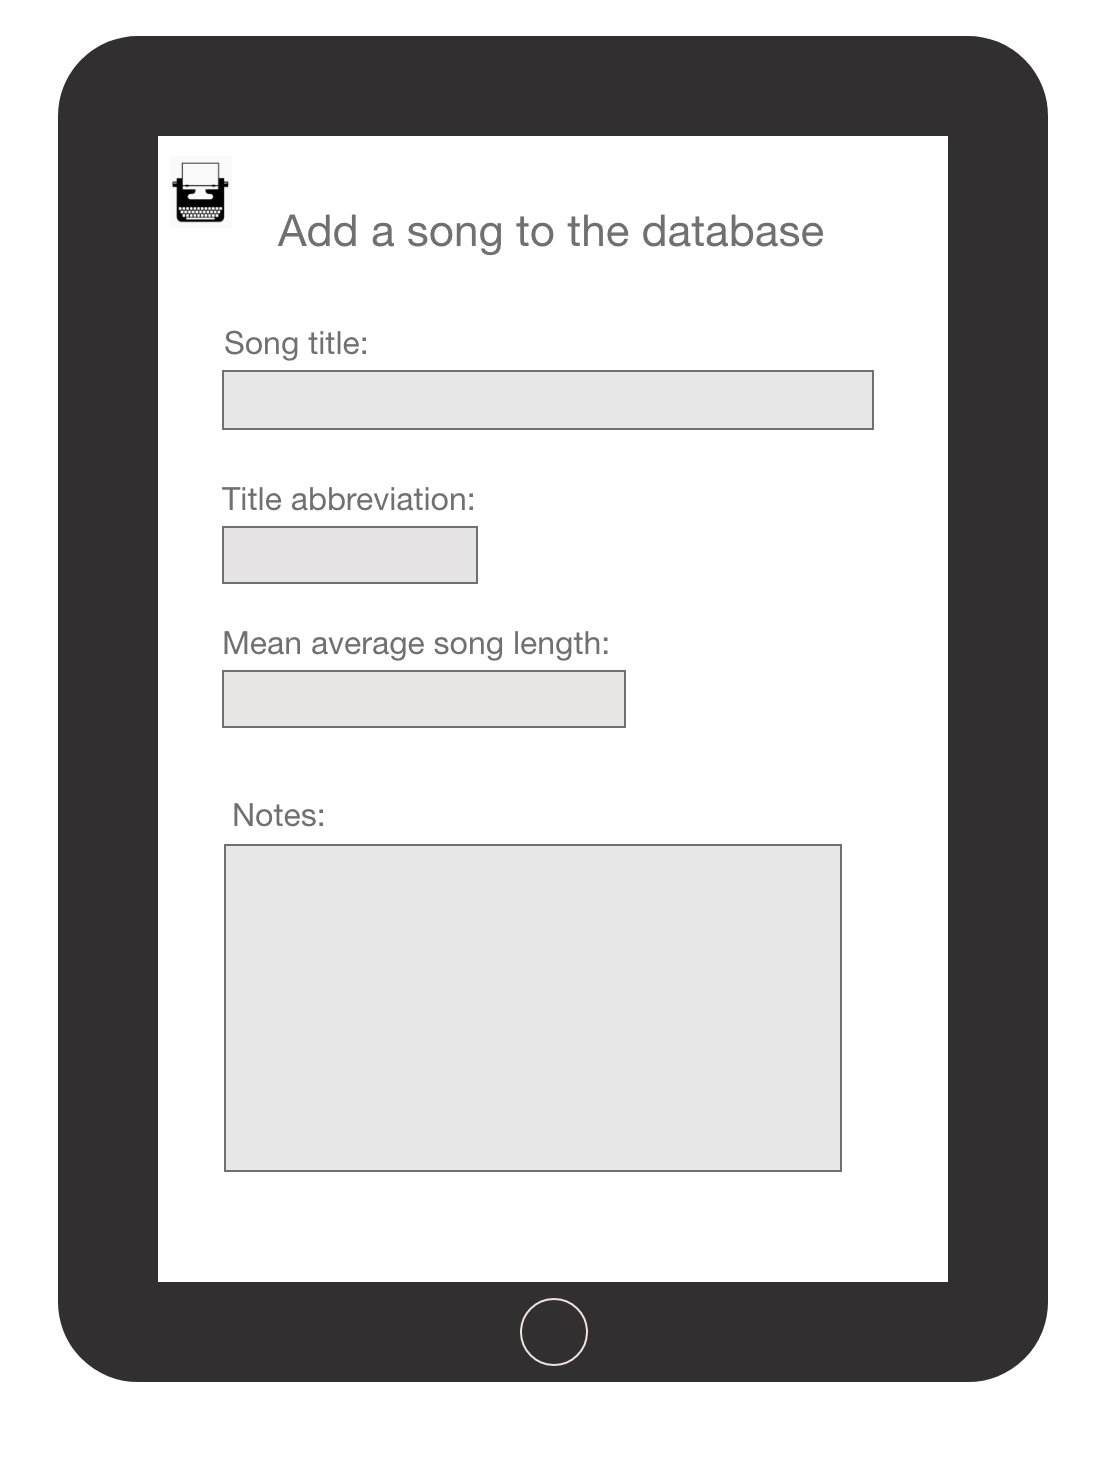 Add a song to the database
Song title:
Title abbreviation:
Mean average song length:
Notes: